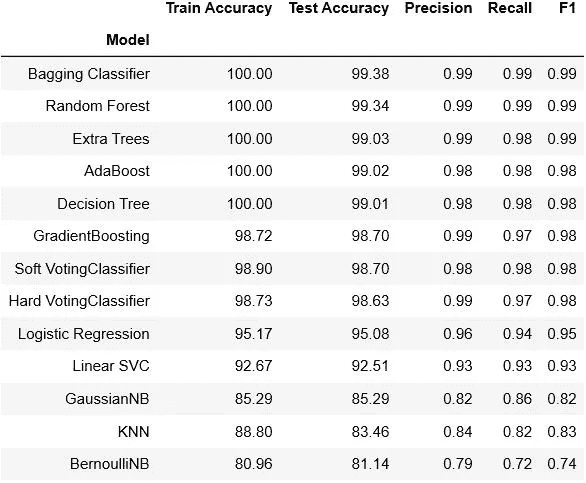 Train Accuracy Test Accuracy Precision Recall F1
Model
Bagging Classifier 100.00 99.38 0.99 0.99 0.99
Random Forest 100.00 99.34 0.99 0.99 0.99
Extra Trees 100.00 99.03 0.99 0.98 0.99
AdaBoost 100.00 99.02 0.98 0.98 0.98
Decision Tree 100.00 99.01 0.98 0.98 0.98
GradientBoosting 98.72 98.70 0.99 0.97 0.98
Soft VotingClassifier 98.90 98.70 0.98 0.98 0.98
Hard VotingClassifier 98.73 98.63 0.99 0.97 0.98
Logistic Regression 95.17 95.08 0.96 0.94 0.95
Linear SVC 92.67 92.51 0.93 0.93 0.93
GaussianNB 85.29 85.29 0.82 0.86 0.82
KNN 88.80 83.46 0.84 0.82 0.83
BernoulliNB 80.96 81.14 0.79 0.72 0.74